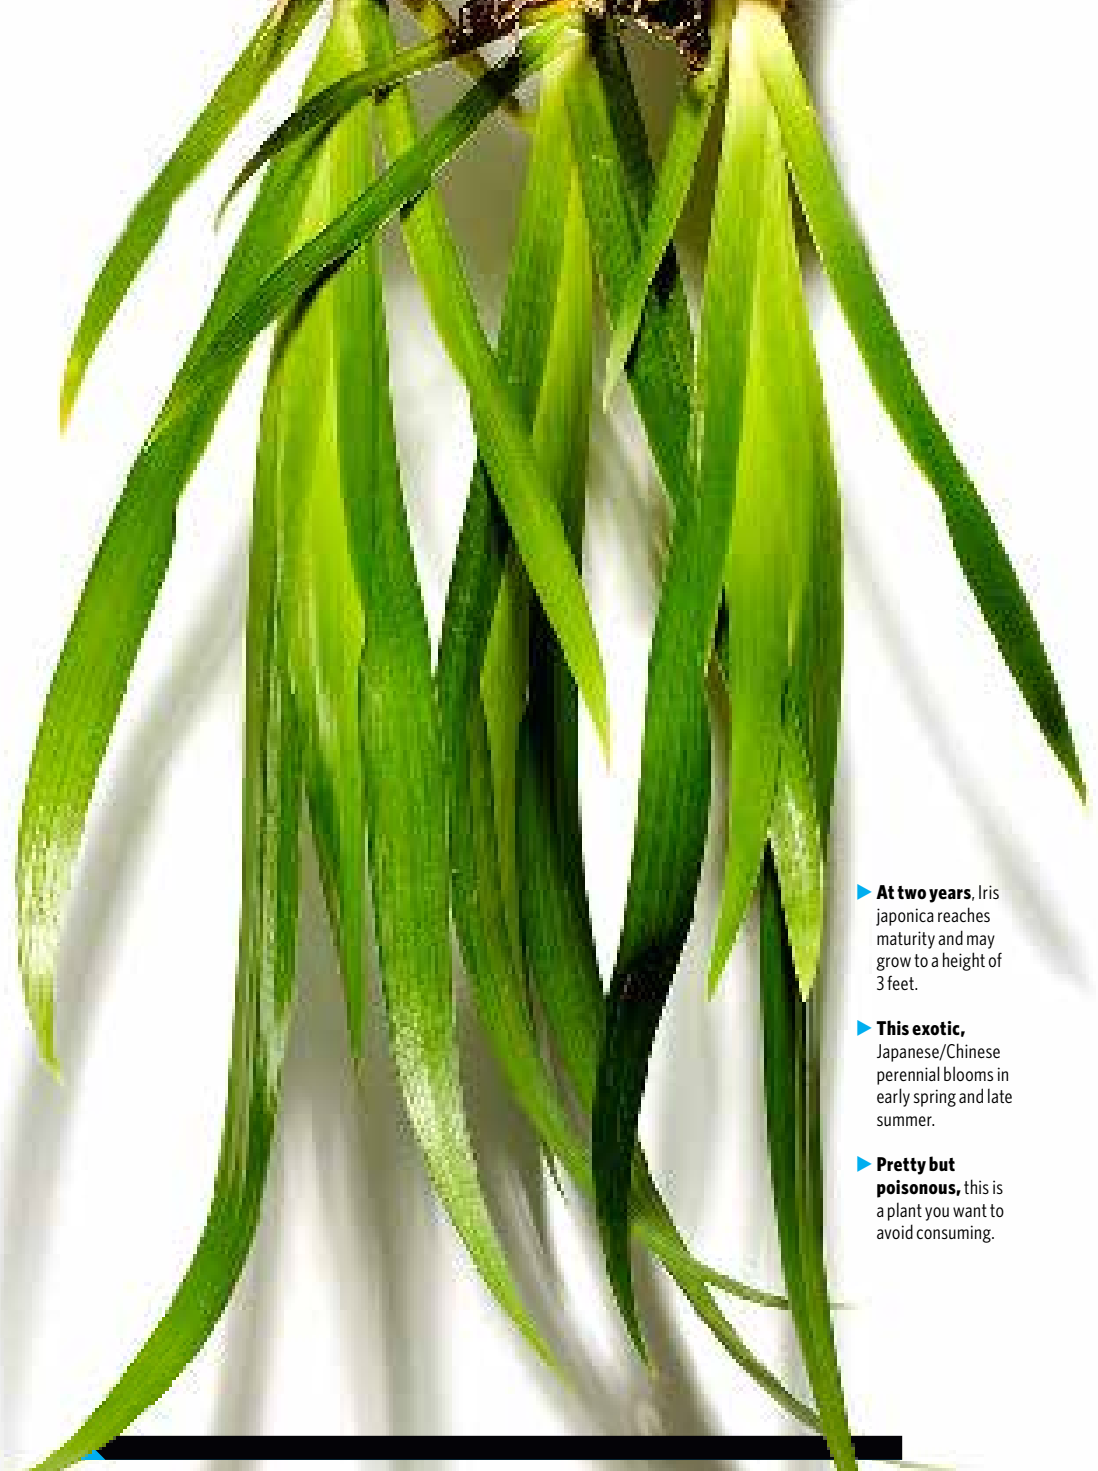 At two years, Iris
japonica reaches
maturity and may
grow to a height of
3 feet.
This exotic,
Japanese/Chinese
perennial blooms in
early spring and late
summer.
Pretty but
poisonous, this is
a plant you want to
avoid consuming.